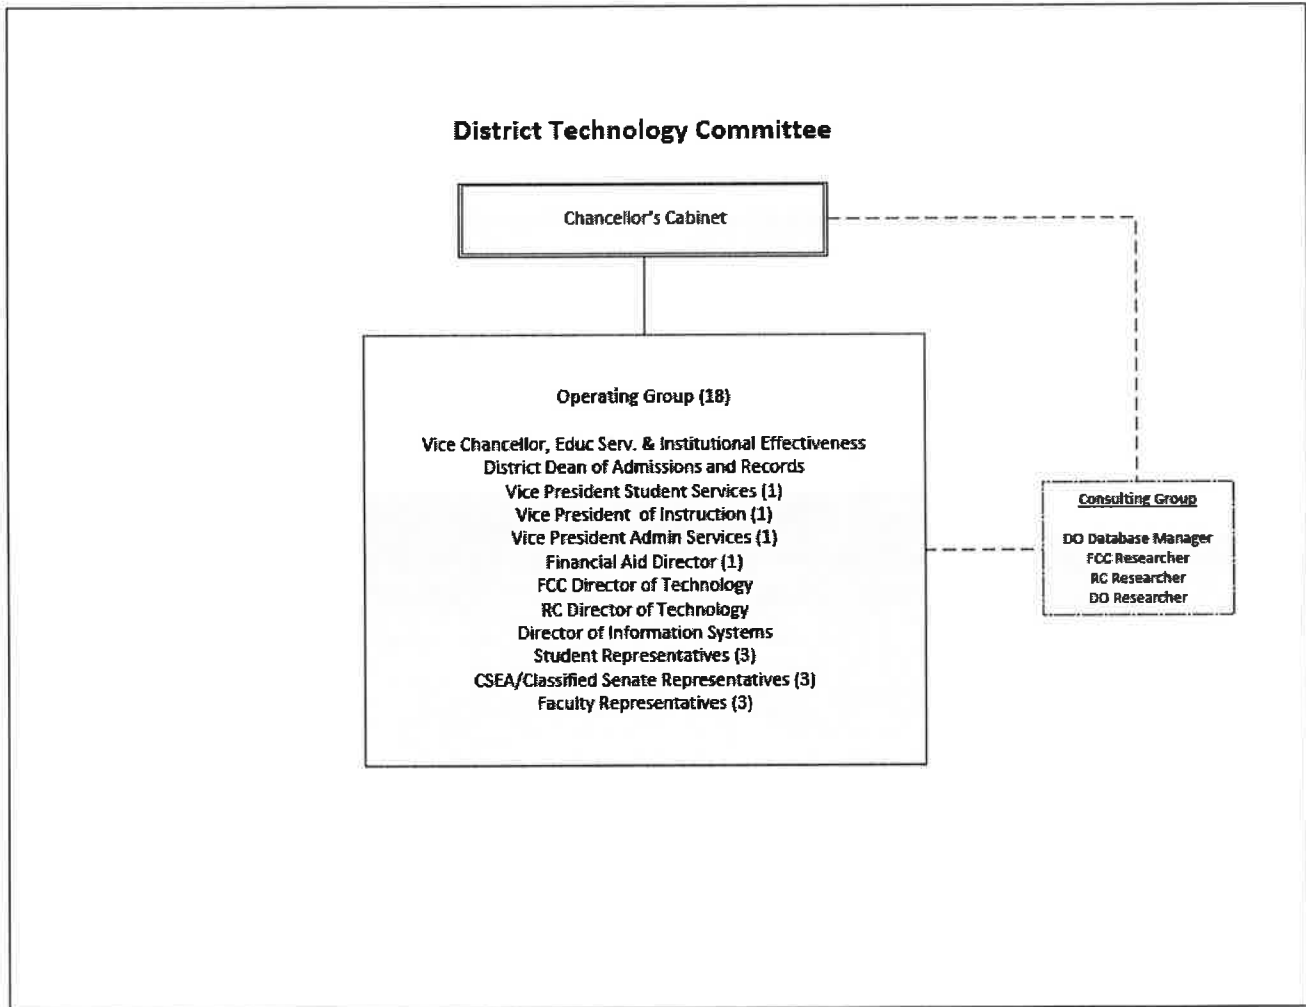 District Technology Committee
Chancellor's Cabinet
Operating Group (18)
Vice Chancellor, Educ Serv. & Institutional Effectiveness
District Dean of Admissions and Records
Vice President Student Services (1)
Vice President of Instruction (1)
Vice President Admin Services (1)
Financial Aid Director (1)
FCC Director of Technology
RC Director of Technology
Director of Information Systems
Student Representatives (3)
CSEA/Classified Senate Representatives (3)
Faculty Representatives (3)
Consulting Group
DO Database Manager
FCC Researcher
RC Researcher
DO Researcher